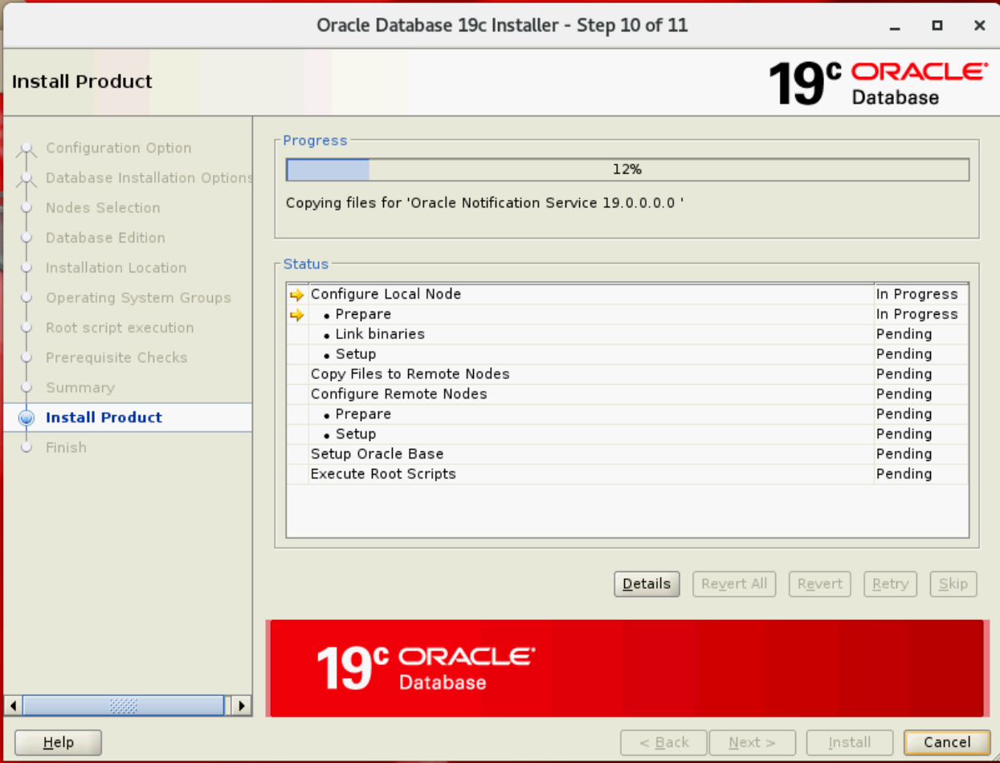 Oracle Database 19c Installer - Step 10 of 11
Install Product
19c ORACLE
Database
Configuration Option
Database Installation Options
Nodes Selection
Database Edition
Installation Location
Operating System Groups
Root script execution
Prerequisite Checks
Summary
Install Product
Finish
Progress
12%
Copying files for 'Oracle Notification Service 19.0.0.0.0 '
Status
Configure Local Node In Progress
• Prepare In Progress
• Link binaries Pending
• Setup Pending
Copy Files to Remote Nodes Pending
Configure Remote Nodes Pending
• Prepare Pending
• Setup Pending
Setup Oracle Base Pending
Execute Root Scripts Pending
Details Revert All Revert Retry Skip
19c ORACLE
Database
Help < Back Next > Install Cancel